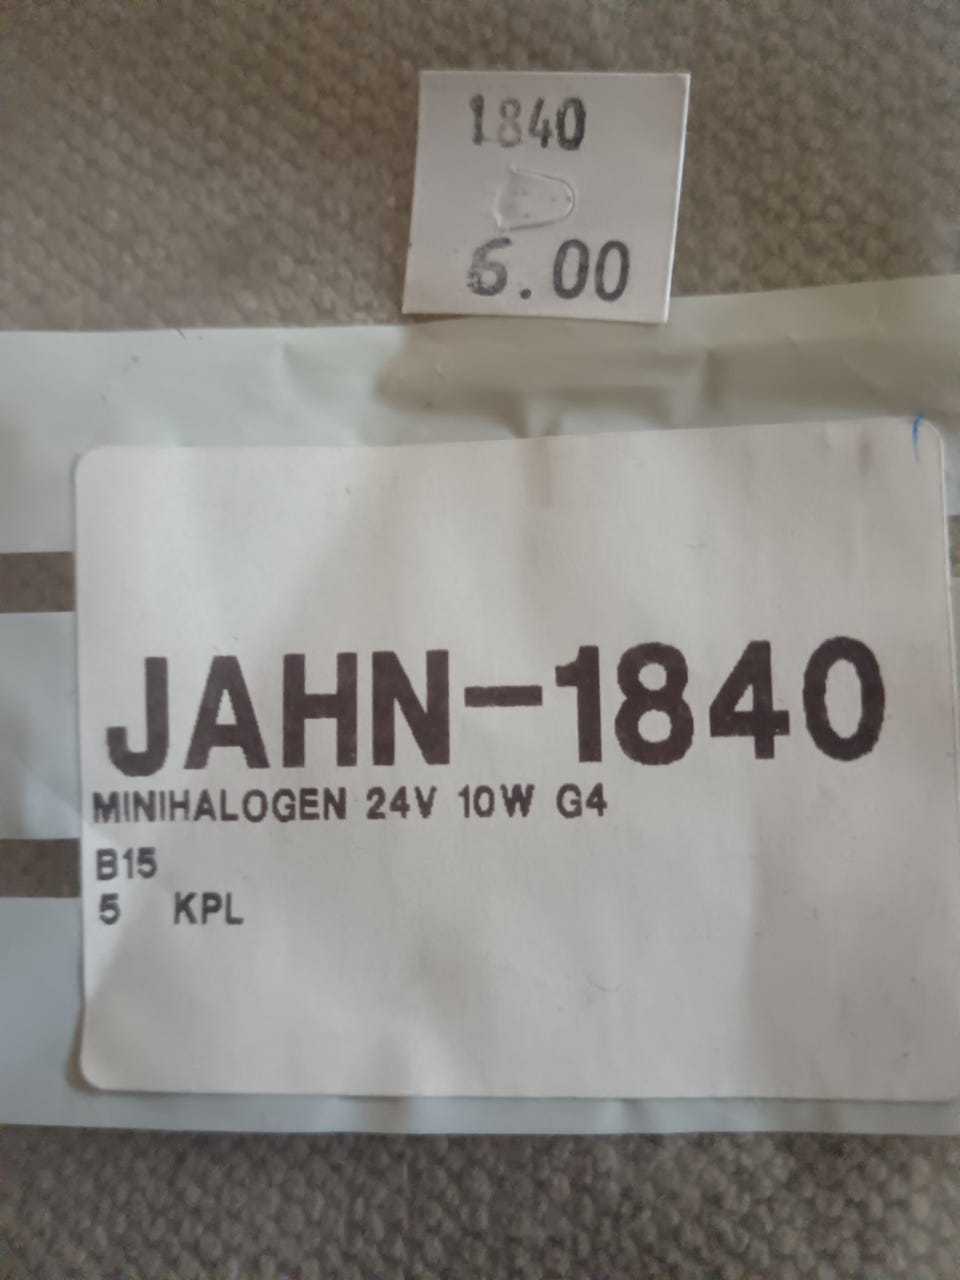 1840
6.00
JAHN-1840
MINIHALOGEN 24V 10W G4
B15
5 KPL